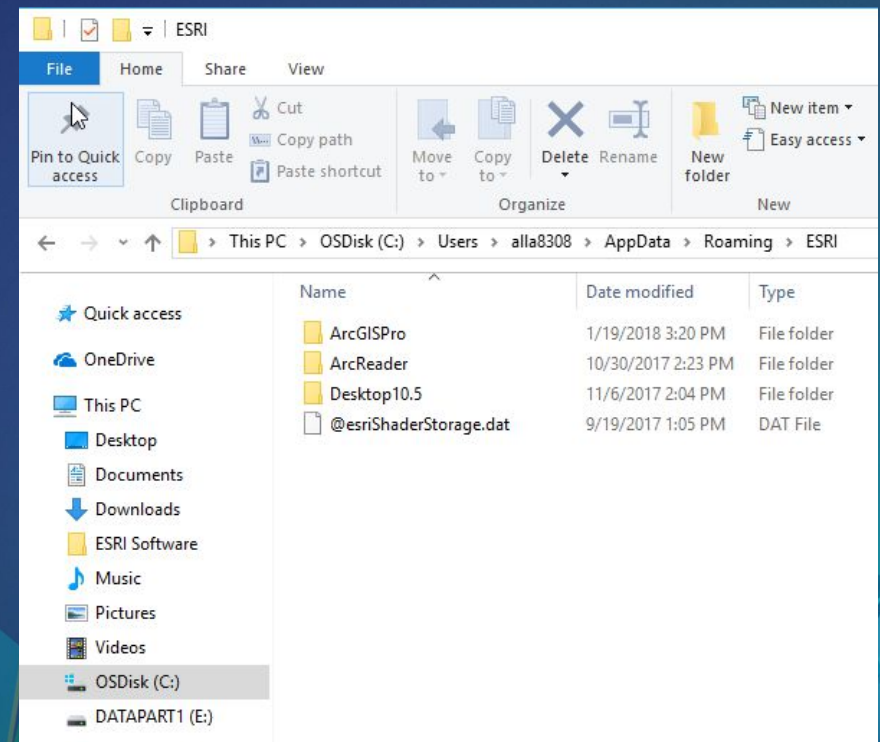 ESRI
File Home Share View
Pin to Quick access
Copy
Paste
Cut
Copy path
Paste shortcut
Move to
Copy to
Delete
Rename
New folder
New item
Easy access
Clipboard Organize New
This PC > OSDisk (C:) > Users > alla8308 > AppData > Roaming > ESRI
Name Date modified Type
Quick access
OneDrive
This PC
Desktop
Documents
Downloads
ESRI Software
Music
Pictures
Videos
OSDisk (C:)
DATAPART1 (E:)
ArcGISPro 1/19/2018 3:20 PM File folder
ArcReader 10/30/2017 2:23 PM File folder
Desktop10.5 11/6/2017 2:04 PM File folder
@esriShaderStorage.dat 9/19/2017 1:05 PM DAT File